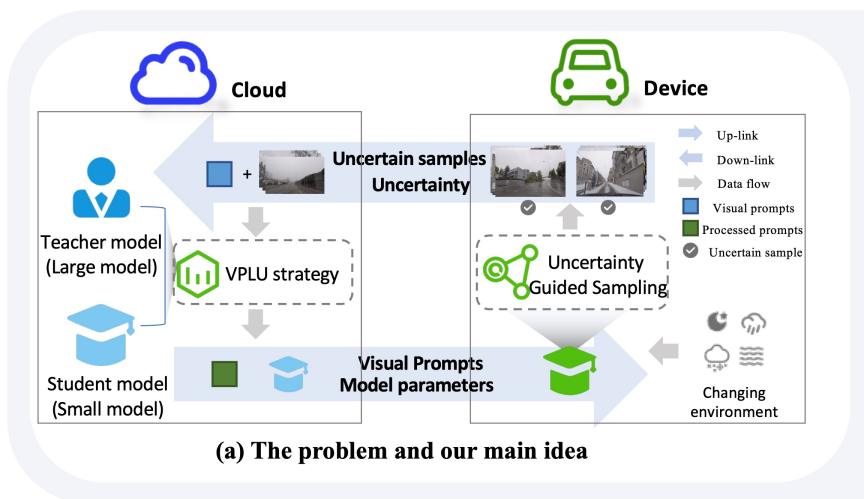 Cloud
Device
Uncertain samples
Uncertainty
+
Up-link
Down-link
Data flow
Visual prompts
Processed prompts
Uncertain sample
Teacher model
(Large model)
VPLU strategy
Uncertainty
Guided Sampling
Student model
(Small model)
Visual Prompts
Model parameters
Changing
environment
(a) The problem and our main idea